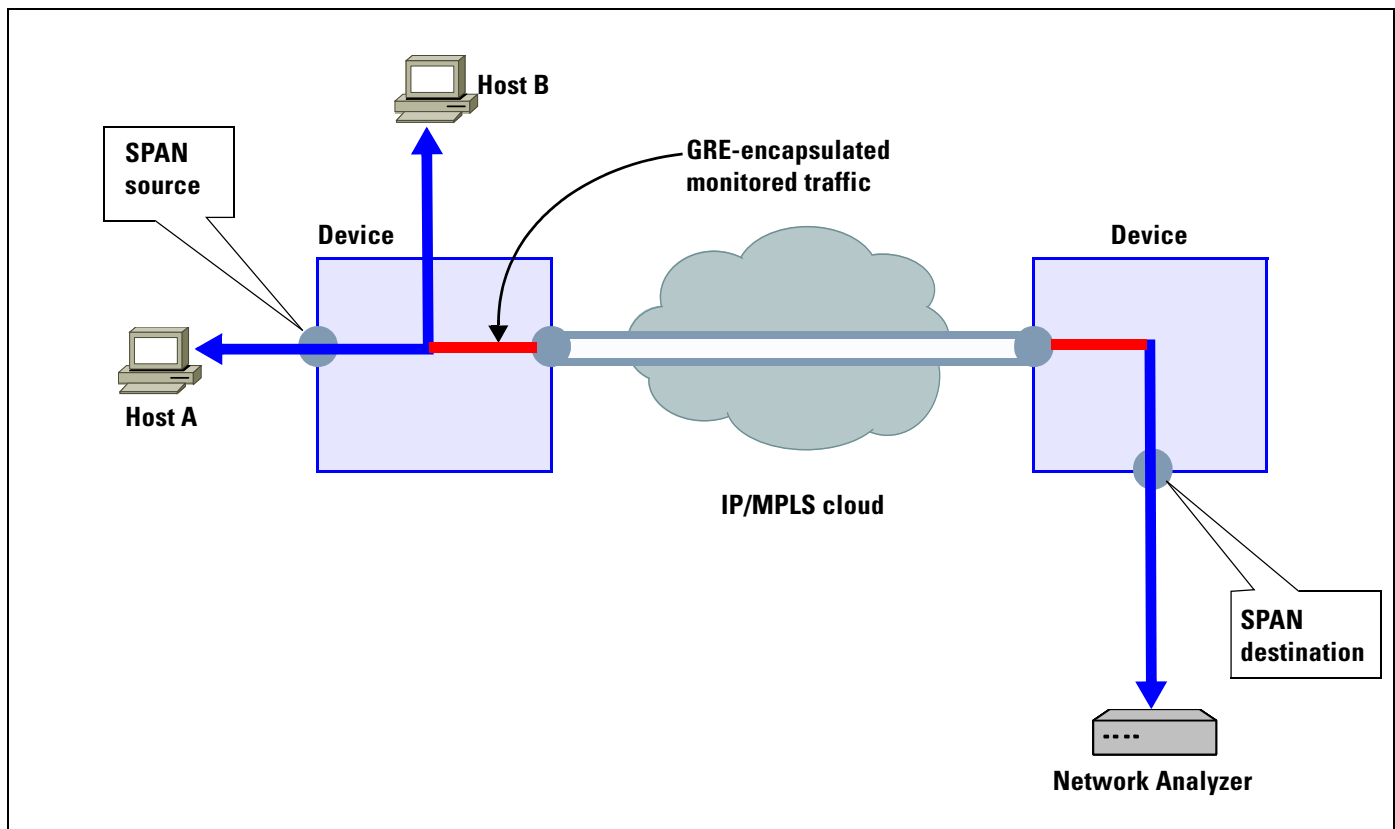 Host B
SPAN
source
GRE-encapsulated
monitored traffic
Device
Device
Host A
IP/MPLS cloud
SPAN
destination
Network Analyzer